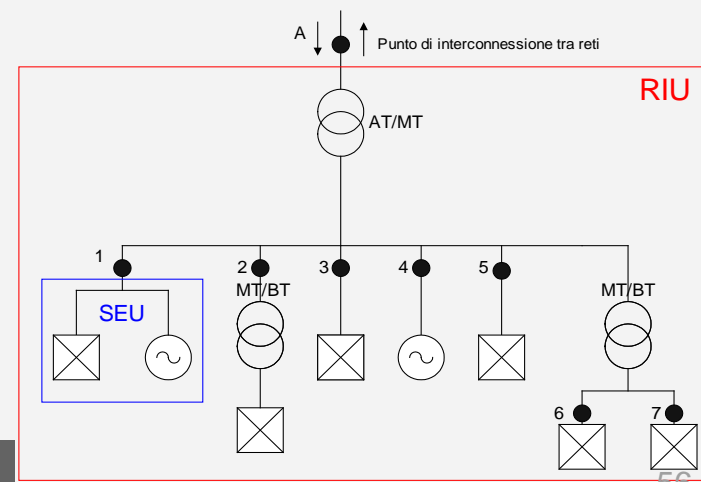 A
Punto di interconnessione tra reti
RIU
AT/MT
1
2
3
4
5
MT/BT
MT/BT
SEU
6
7
56